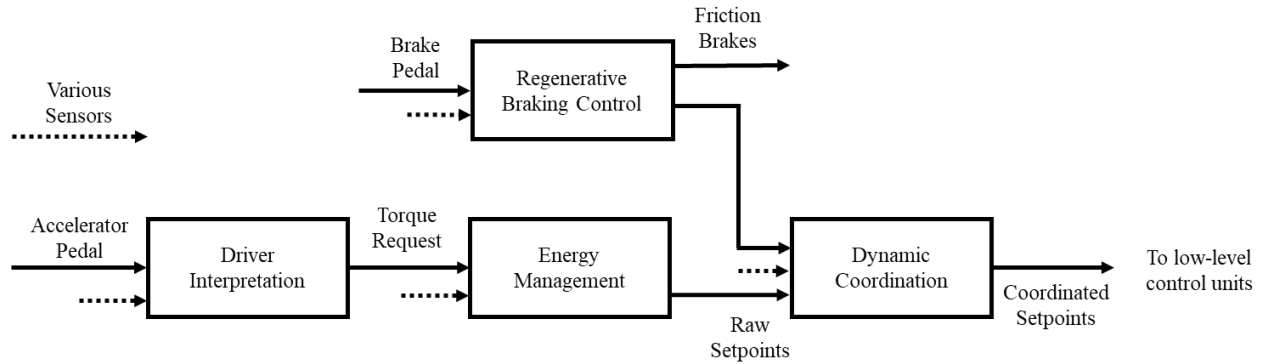 Friction
Brakes
Brake
Pedal
Regenerative
Braking Control
Various
Sensors
Accelerator
Pedal
Driver
Interpretation
Torque
Request
Energy
Management
Raw
Setpoints
Dynamic
Coordination
Coordinated
Setpoints
To low-level
control units